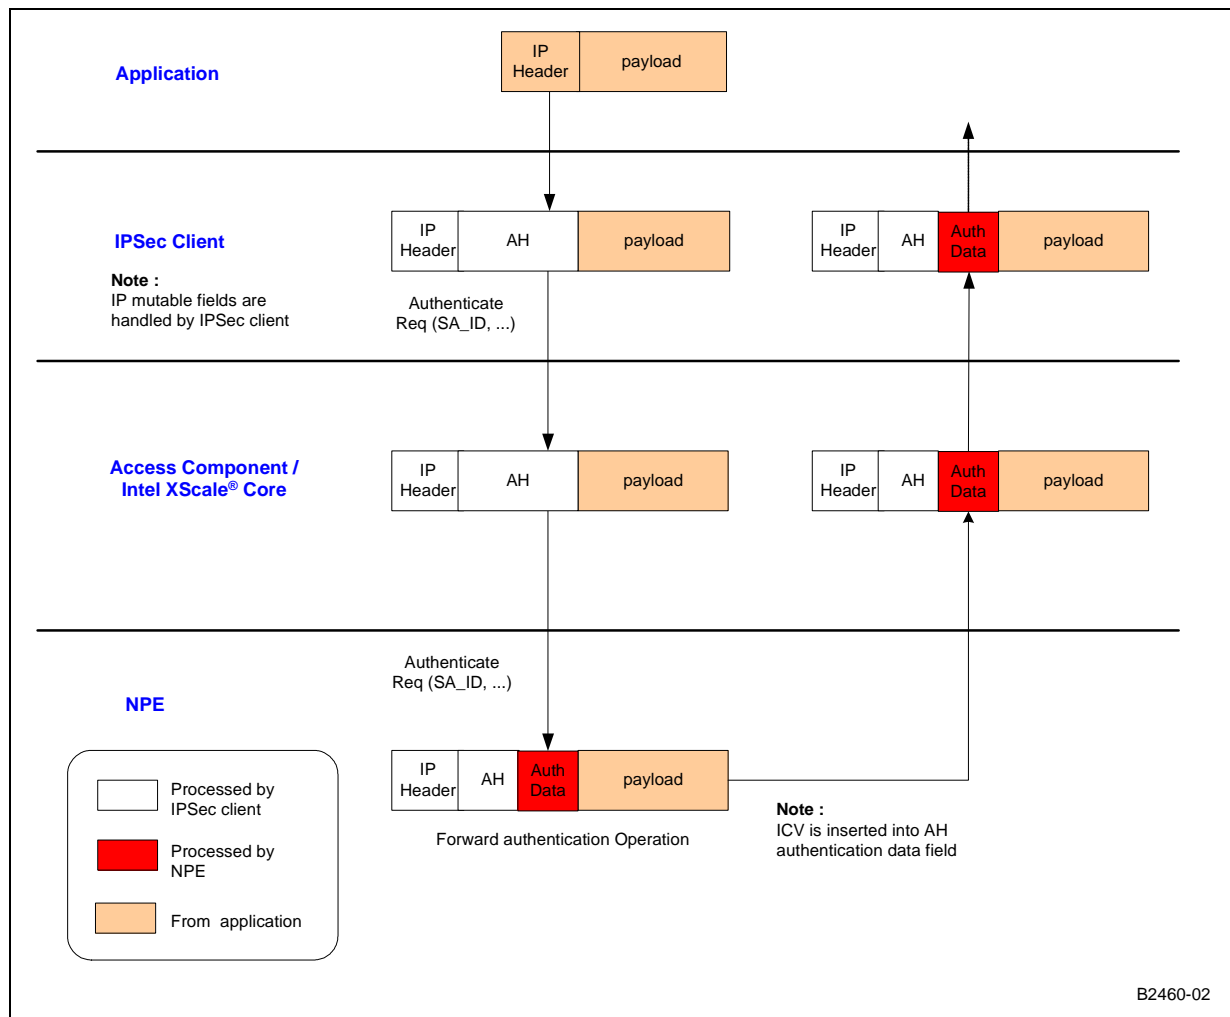 Application
IP
Header
payload
IPSec Client
Note :
IP mutable fields are
handled by IPSec client
IP
Header
AH
payload
Authenticate
Req (SA_ID, ...)
IP
Header
AH
Auth
Data
payload
Access Component /
Intel XScale® Core
IP
Header
AH
payload
IP
Header
AH
Auth
Data
payload
NPE
Authenticate
Req (SA_ID, ...)
IP
Header
AH
Auth
Data
payload
Forward authentication Operation
Note :
ICV is inserted into AH
authentication data field
Processed by
IPSec client
Processed by
NPE
From application
B2460-02